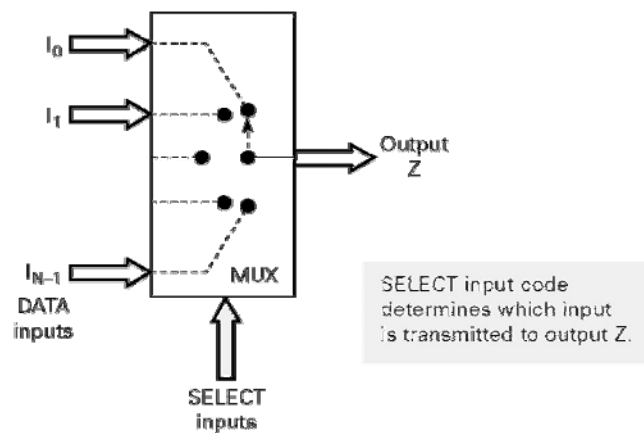 I₀
I₁
Output
Z
I_N–1
MUX
DATA
inputs
SELECT input code
determines which input
is transmitted to output Z.
SELECT
inputs